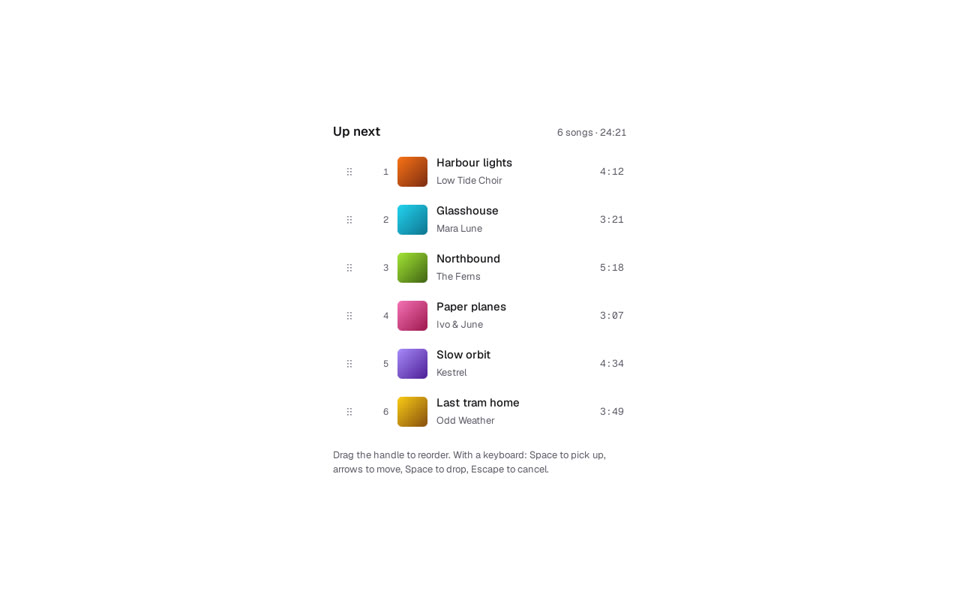 Up next
6 songs · 24:21
1 Harbour lights 4:12
Low Tide Choir
2 Glasshouse 3:21
Mara Lune
3 Northbound 5:18
The Ferns
4 Paper planes 3:07
Ivo & June
5 Slow orbit 4:34
Kestrel
6 Last tram home 3:49
Odd Weather
Drag the handle to reorder. With a keyboard: Space to pick up,
arrows to move, Space to drop, Escape to cancel.